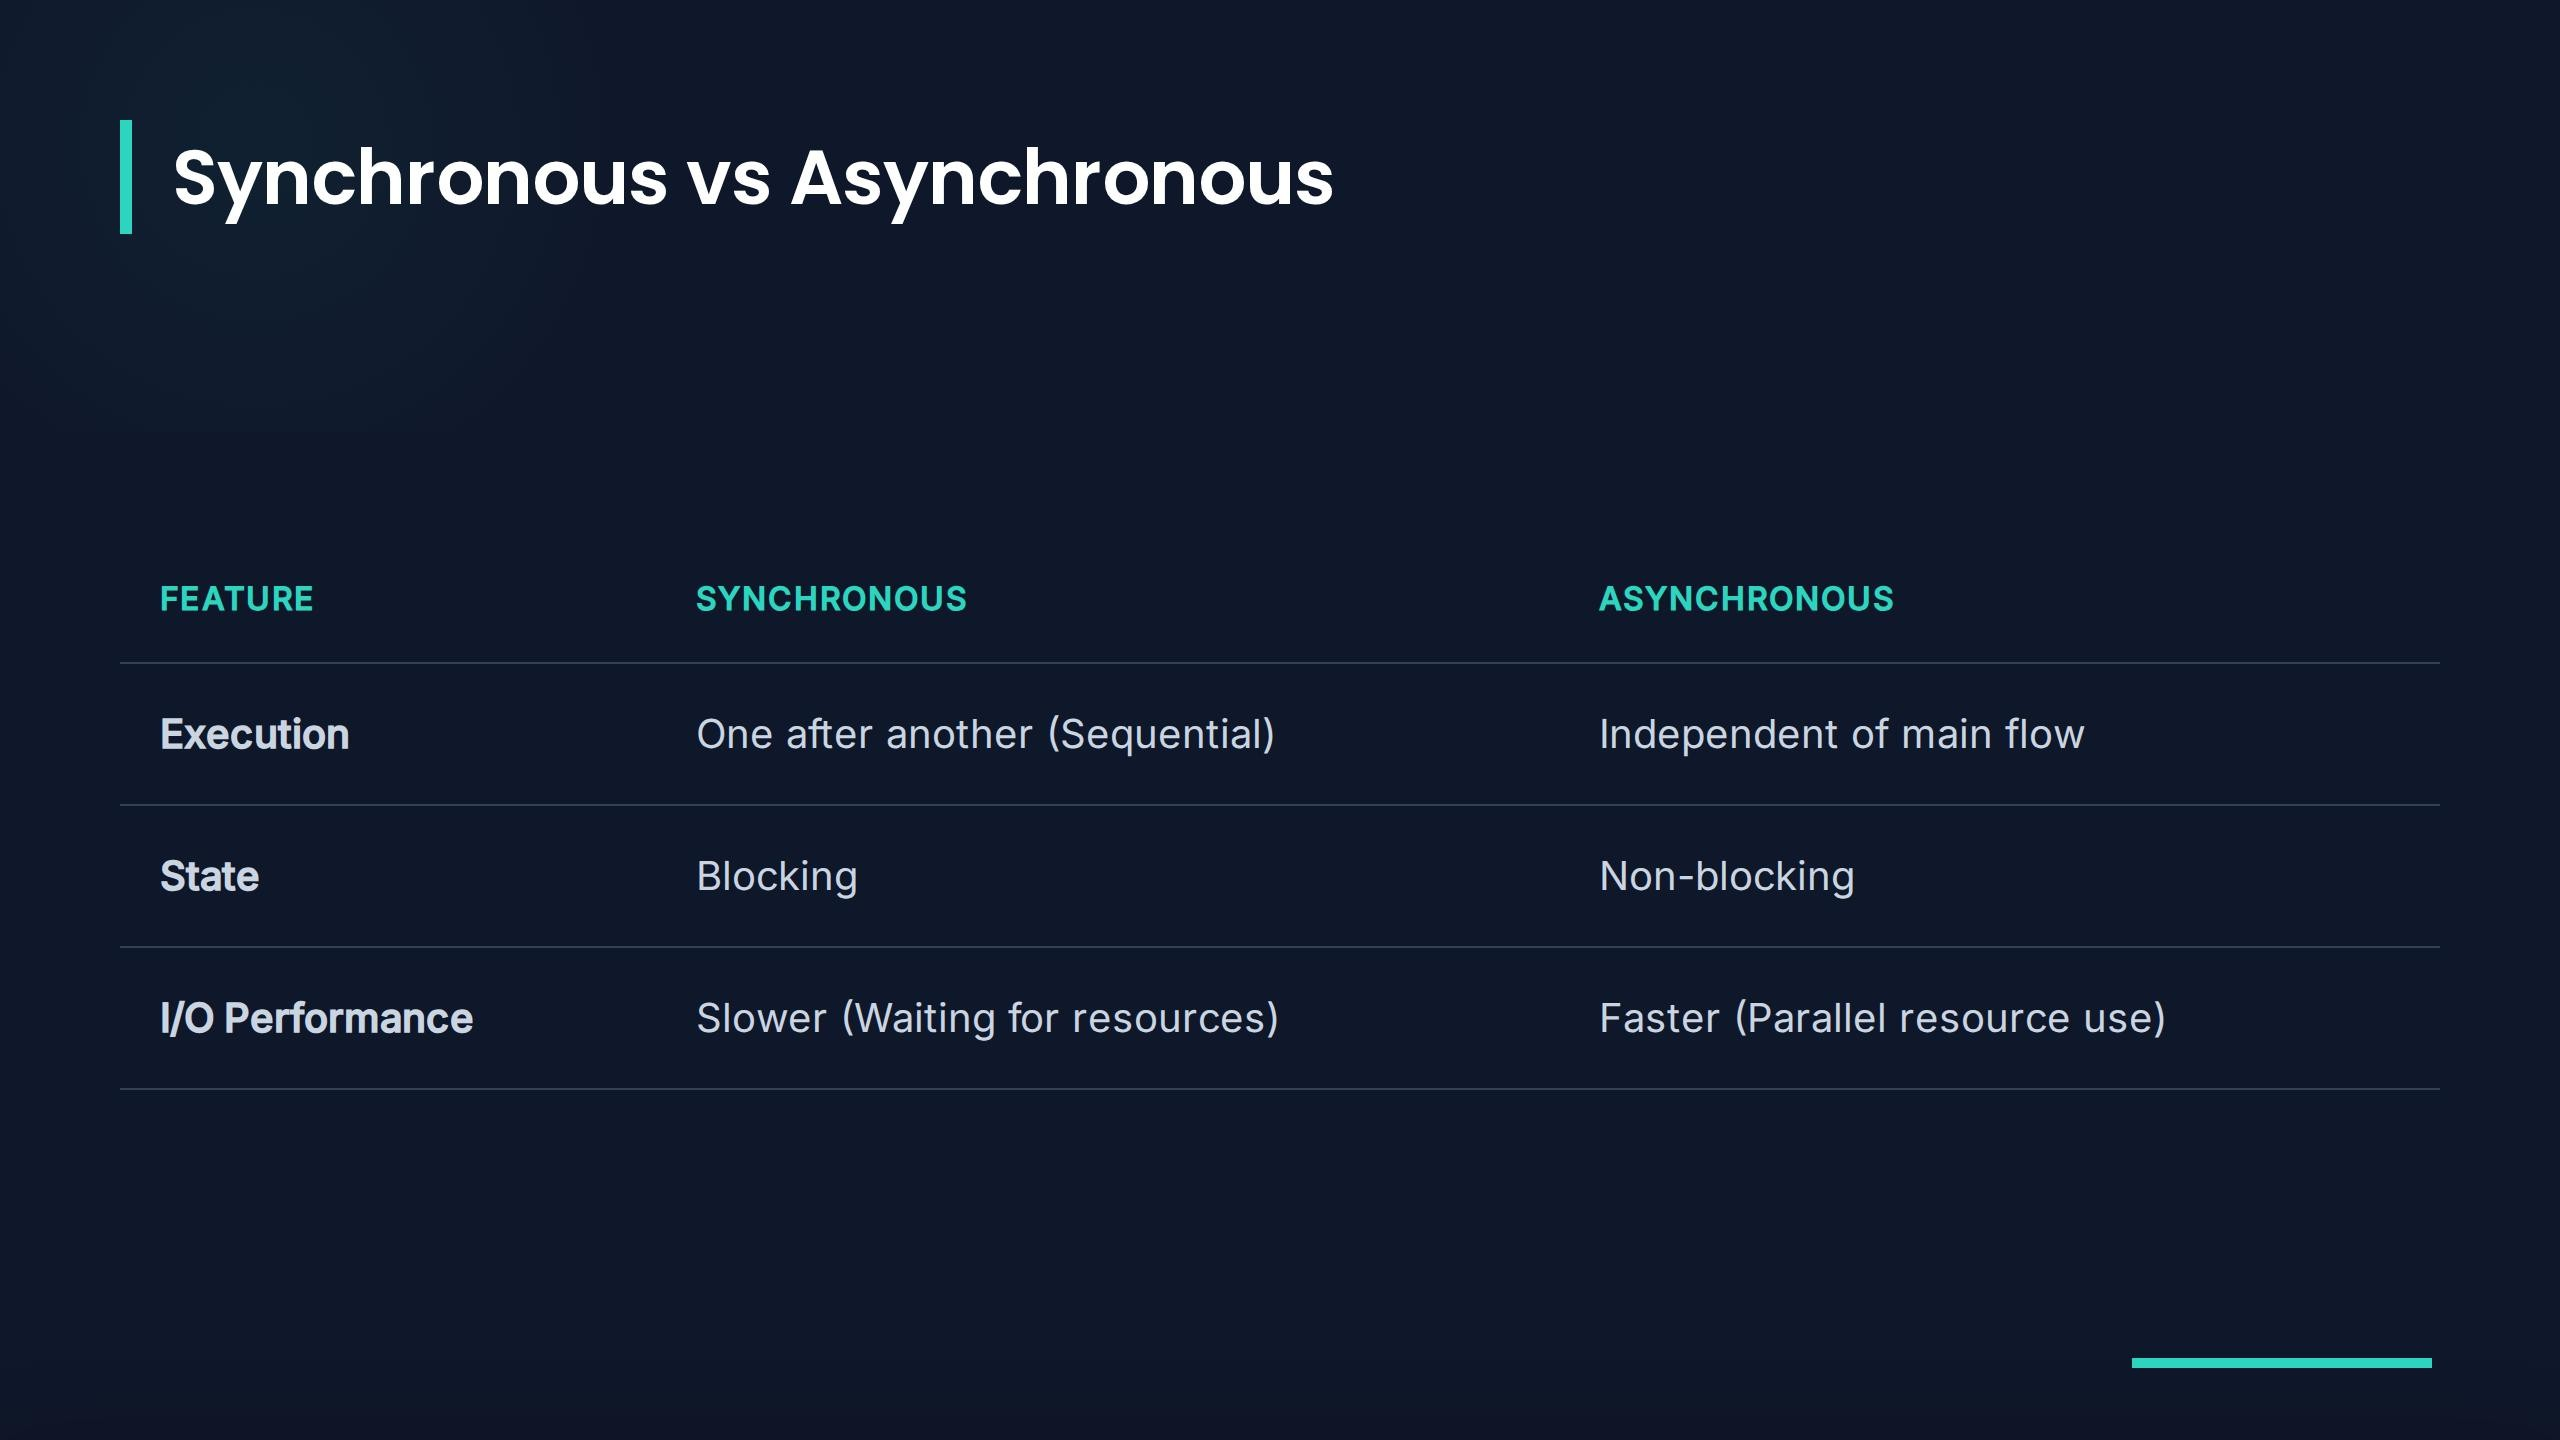 Synchronous vs Asynchronous
FEATURE SYNCHRONOUS ASYNCHRONOUS
Execution One after another (Sequential) Independent of main flow
State Blocking Non-blocking
I/O Performance Slower (Waiting for resources) Faster (Parallel resource use)